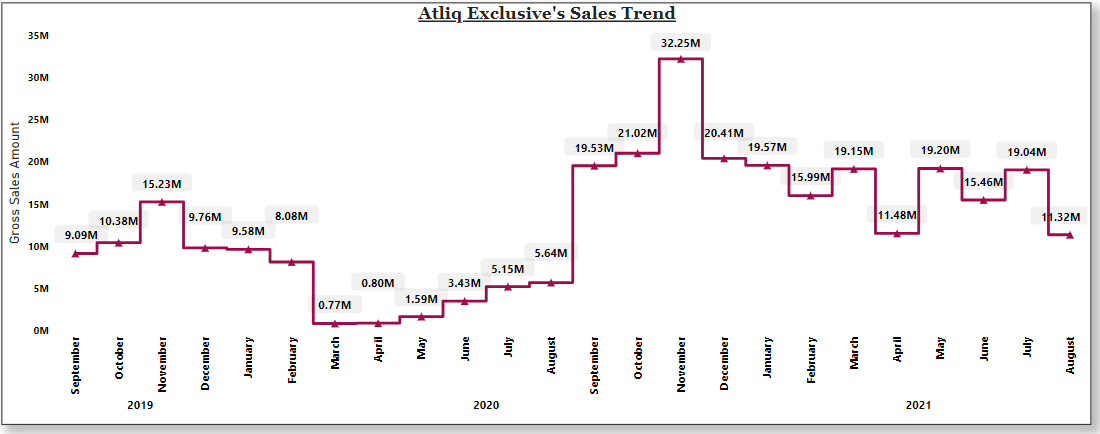 Atliq Exclusive's Sales Trend
Gross Sales Amount
35M
30M
25M
20M
15M
10M
5M
0M
9.09M
10.38M
15.23M
9.76M
9.58M
8.08M
0.77M
0.80M
1.59M
3.43M
5.15M
5.64M
19.53M
21.02M
32.25M
20.41M
19.57M
15.99M
19.15M
11.48M
19.20M
15.46M
19.04M
11.32M
September
October
November
December
January
February
March
April
May
June
July
August
September
October
November
December
January
February
March
April
May
June
July
August
2019
2020
2021